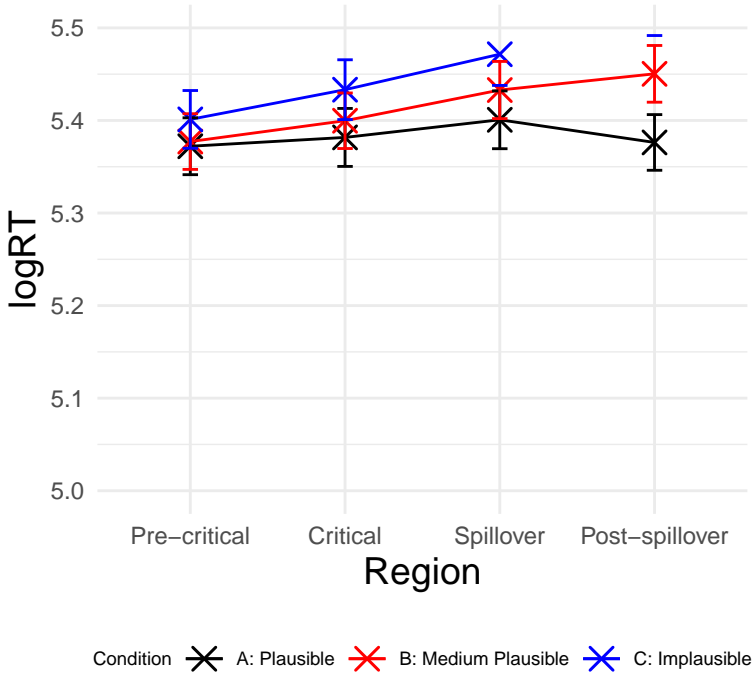 5.5
5.4
5.3
5.2
5.1
5.0
logRT
Pre−critical Critical Spillover Post−spillover
Region
Condition A: Plausible B: Medium Plausible C: Implausible